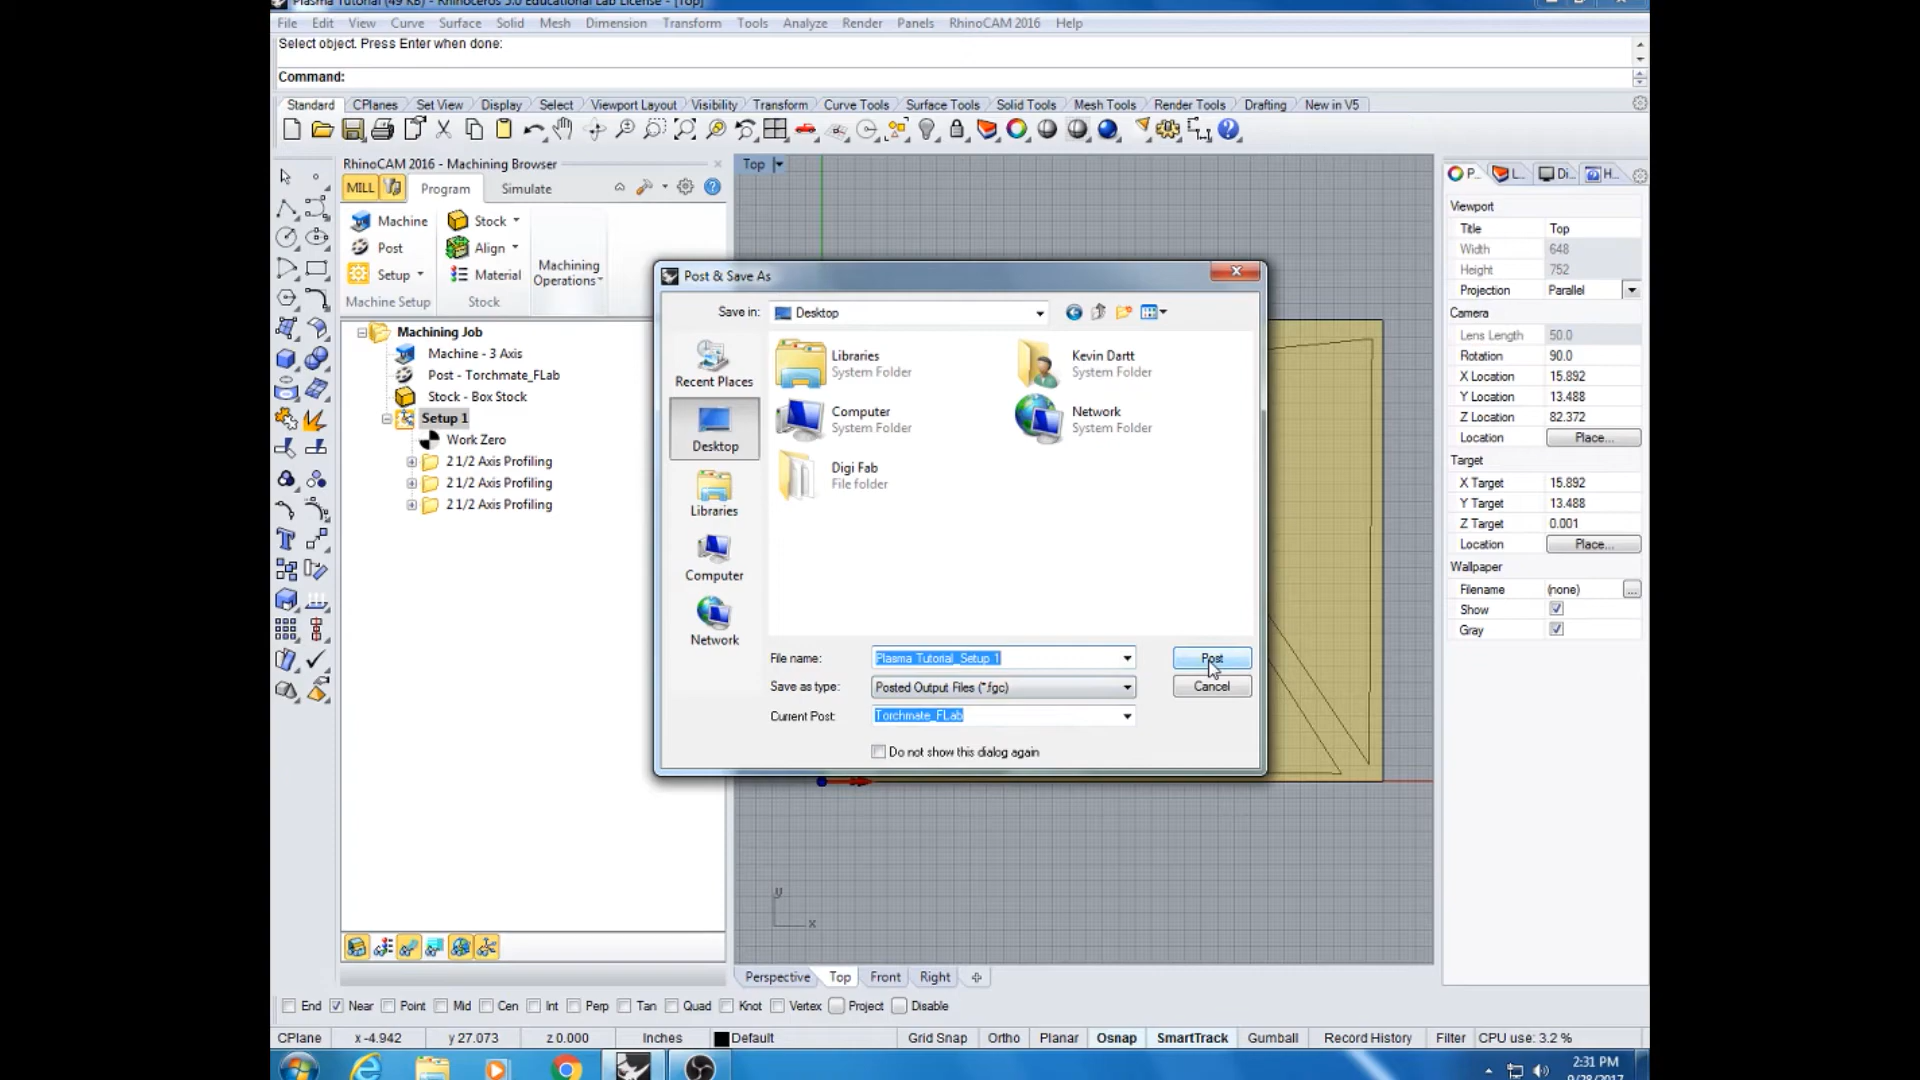 Plasma Tutorial (49 KB) - Rhinoceros 5.0 Educational Lab License - [Top]
File Edit View Curve Surface Solid Mesh Dimension Transform Tools Analyze Render Panels RhinoCAM 2016 Help
Select object. Press Enter when done:
Command:
Standard CPlanes Set View Display Select Viewport Layout Visibility Transform Curve Tools Surface Tools Solid Tools Mesh Tools Render Tools Drafting New in V5
RhinoCAM 2016 - Machining Browser
MILL Program Simulate
Machine
Post
Setup
Machine Setup
Stock
Align
Material
Stock
Machining
Operations
Machining Job
Machine - 3 Axis
Post - Torchmate_FLab
Stock - Box Stock
Setup 1
Work Zero
2 1/2 Axis Profiling
2 1/2 Axis Profiling
2 1/2 Axis Profiling
Top
Post & Save As
Save in: Desktop
Recent Places
Desktop
Libraries
Computer
Network
Libraries
System Folder
Kevin Dartt
System Folder
Computer
System Folder
Network
System Folder
Digi Fab
File folder
File name: Plasma Tutorial_Setup 1 Post
Save as type: Posted Output Files (*.fgc) Cancel
Current Post: Torchmate_FLab
Do not show this dialog again
y
x
P... L... Di... H...
Viewport
Title Top
Width 648
Height 752
Projection Parallel
Camera
Lens Length 50.0
Rotation 90.0
X Location 15.892
Y Location 13.488
Z Location 82.372
Location Place...
Target
X Target 15.892
Y Target 13.488
Z Target 0.001
Location Place...
Wallpaper
Filename (none) ...
Show
Gray
Perspective Top Front Right
End Near Point Mid Cen Int Perp Tan Quad Knot Vertex Project Disable
CPlane x -4.942 y 27.073 z 0.000 Inches Default Grid Snap Ortho Planar Osnap SmartTrack Gumball Record History Filter CPU use: 3.2 %
2:31 PM
9/28/2017